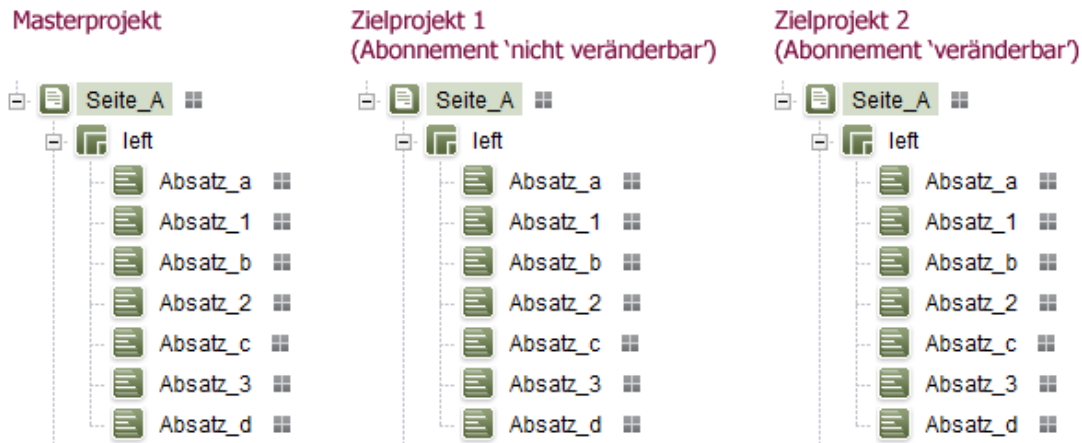 Masterprojekt
Seite_A
left
Absatz_a
Absatz_1
Absatz_b
Absatz_2
Absatz_c
Absatz_3
Absatz_d
Zielprojekt 1
(Abonnement ‘nicht veränderbar’)
Seite_A
left
Absatz_a
Absatz_1
Absatz_b
Absatz_2
Absatz_c
Absatz_3
Absatz_d
Zielprojekt 2
(Abonnement ‘veränderbar’)
Seite_A
left
Absatz_a
Absatz_1
Absatz_b
Absatz_2
Absatz_c
Absatz_3
Absatz_d